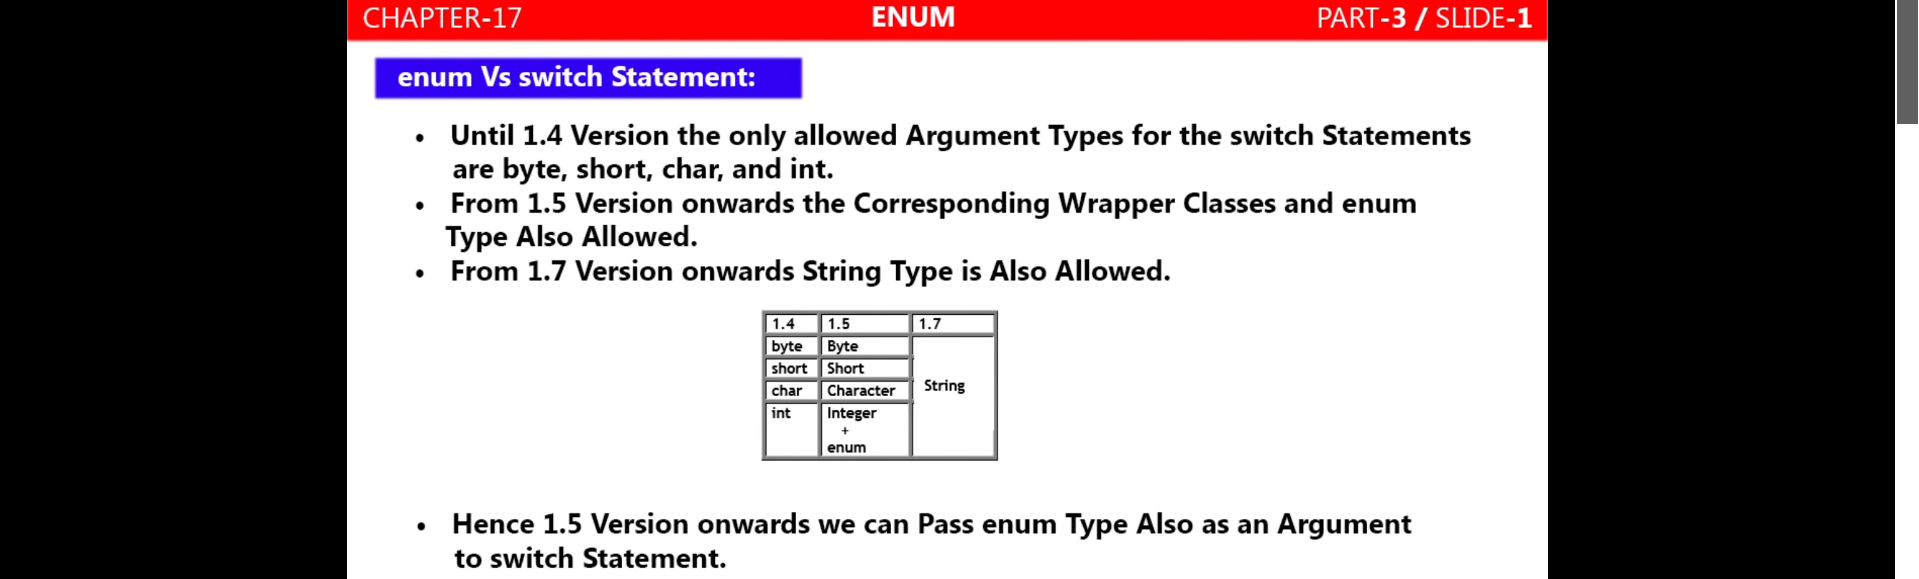 CHAPTER-17 ENUM PART-3 / SLIDE-1
enum Vs switch Statement:
• Until 1.4 Version the only allowed Argument Types for the switch Statements
are byte, short, char, and int.
• From 1.5 Version onwards the Corresponding Wrapper Classes and enum
Type Also Allowed.
• From 1.7 Version onwards String Type is Also Allowed.
1.4 1.5 1.7
byte Byte
short Short
String
char Character
int Integer
+
enum
• Hence 1.5 Version onwards we can Pass enum Type Also as an Argument
to switch Statement.